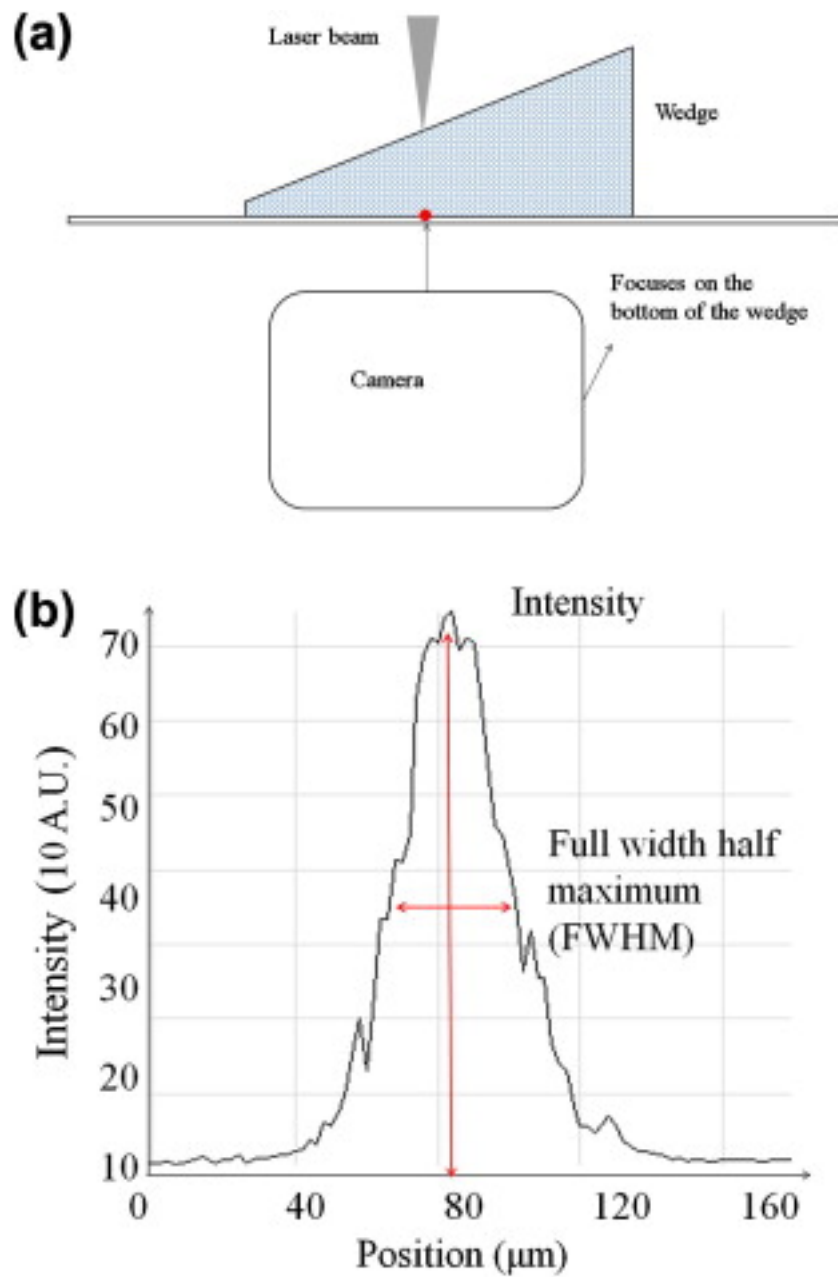 (a)
Laser beam
Wedge
Focuses on the
bottom of the wedge
Camera
(b)
Intensity
70
60
50
40
30
20
10
Intensity (10 A.U.)
Full width half
maximum
(FWHM)
0 40 80 120 160
Position (μm)